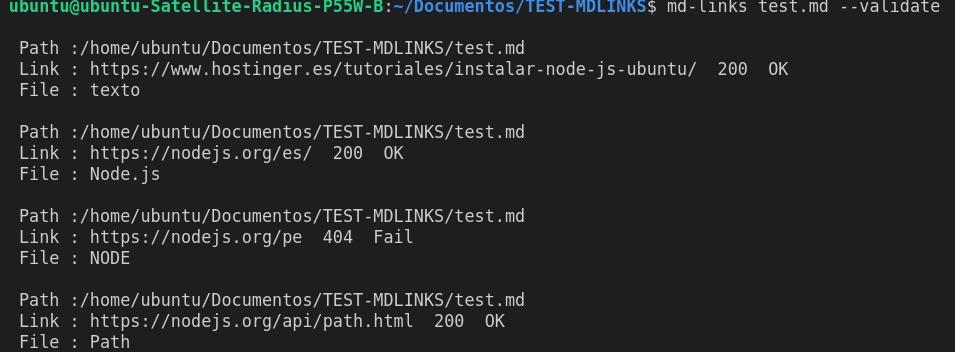 ubuntu@ubuntu-Satellite-Radius-P55W-B:~/Documentos/TEST-MDLINKS$ md-links test.md --validate
Path :/home/ubuntu/Documentos/TEST-MDLINKS/test.md
Link : https://www.hostinger.es/tutoriales/instalar-node-js-ubuntu/  200  OK
File : texto
Path :/home/ubuntu/Documentos/TEST-MDLINKS/test.md
Link : https://nodejs.org/es/  200  OK
File : Node.js
Path :/home/ubuntu/Documentos/TEST-MDLINKS/test.md
Link : https://nodejs.org/pe  404  Fail
File : NODE
Path :/home/ubuntu/Documentos/TEST-MDLINKS/test.md
Link : https://nodejs.org/api/path.html  200  OK
File : Path